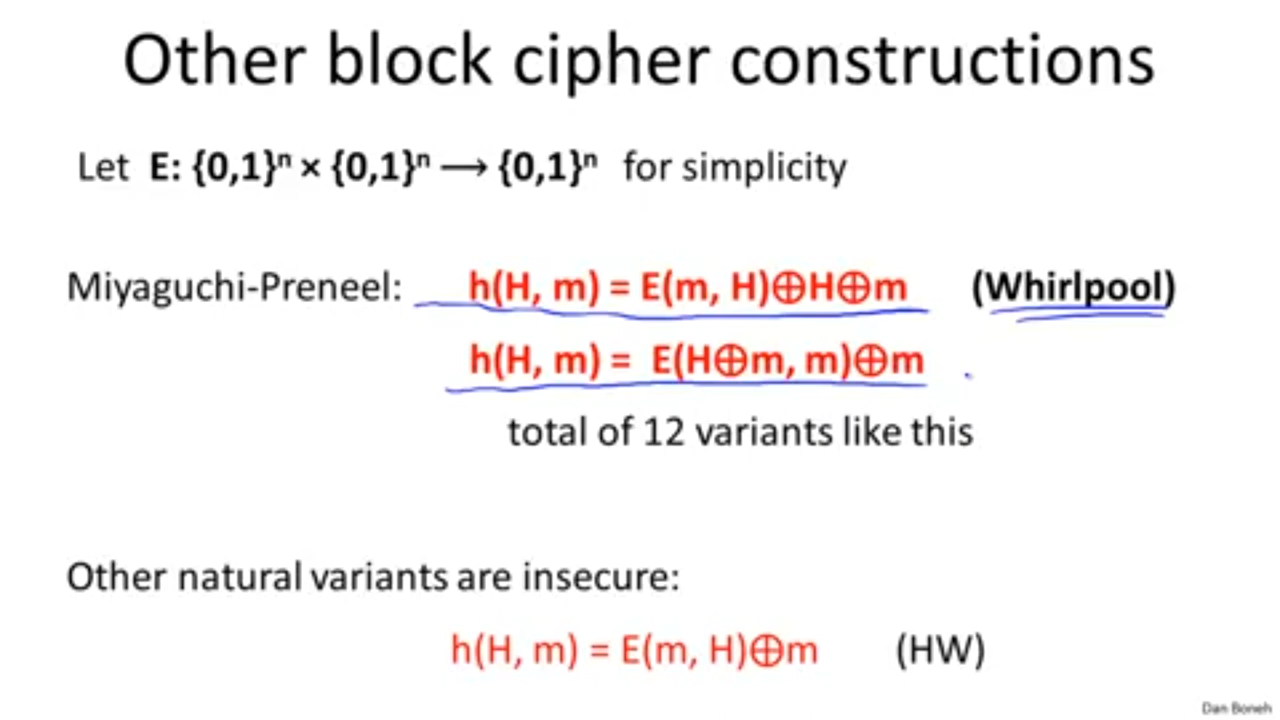 Other block cipher constructions
Let E: {0,1}ⁿ × {0,1}ⁿ ⟶ {0,1}ⁿ for simplicity
Miyaguchi-Preneel: h(H, m) = E(m, H)⊕H⊕m (Whirlpool)
h(H, m) = E(H⊕m, m)⊕m
total of 12 variants like this
Other natural variants are insecure:
h(H, m) = E(m, H)⊕m (HW)
Dan Boneh